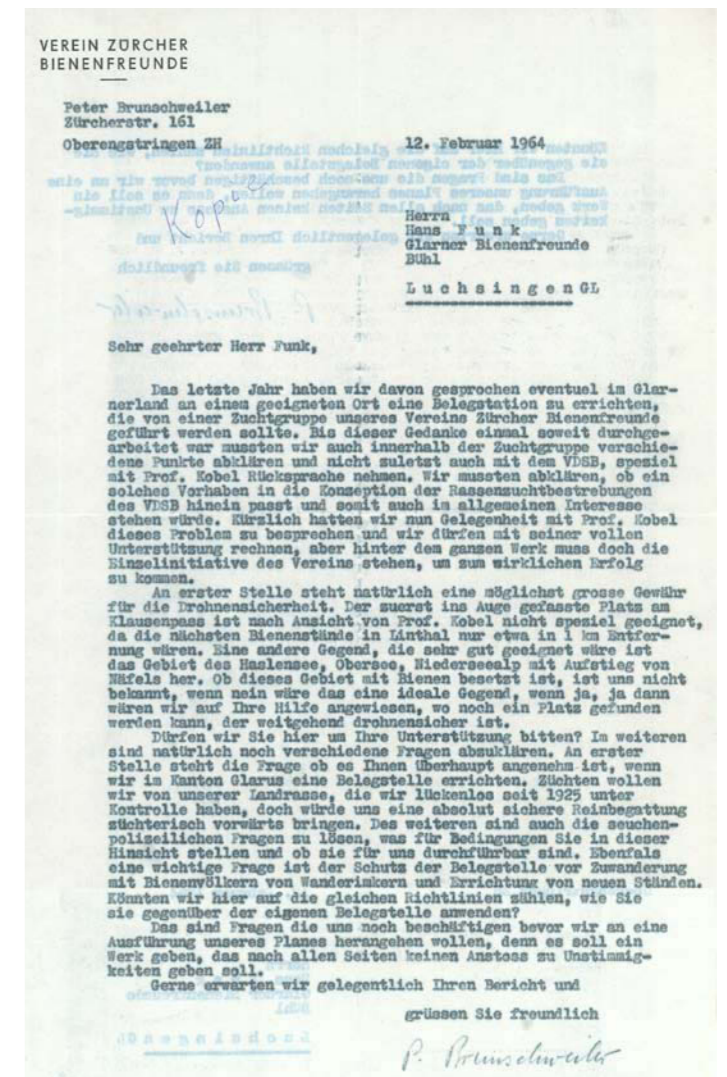 VEREIN ZÜRCHER
BIENENFREUNDE
Peter Brunschweiler
Zürcherstr. 161
Oberengstringen ZH
12. Februar 1964
Kopie
Herrn
Hans F u n k
Glarner Bienenfreunde
Bühl
L u c h s i n g e n GL
Sehr geehrter Herr Funk,
Das letzte Jahr haben wir davon gesprochen eventuel im Glar-
nerland an einem geeigneten Ort eine Belegstation zu errichten,
die von einer Zuchtgruppe unseres Vereins Zürcher Bienenfreunde
geführt werden sollte. Bis dieser Gedanke einmal soweit durchge-
arbeitet war mussten wir auch innerhalb der Zuchtgruppe verschie-
dene Punkte abklären und nicht zuletzt auch mit dem VDSB, speziel
mit Prof. Kobel Rücksprache nehmen. Wir mussten abklären, ob ein
solches Vorhaben in die Konzeption der Rassenzuchtbestrebungen
des VDSB hinein passt und somit auch im allgemeinen Interesse
stehen würde. Kürzlich hatten wir nun Gelegenheit mit Prof. Kobel
dieses Problem zu besprechen und wir dürfen mit seiner vollen
Unterstützung rechnen, aber hinter dem ganzen Werk muss doch die
Einzelinitiative des Vereins stehen, um zum wirklichen Erfolg
zu kommen.
An erster Stelle steht natürlich eine möglichst grosse Gewähr
für die Drohnensicherheit. Der zuerst ins Auge gefasste Platz am
Klausenpass ist nach Ansicht von Prof. Kobel nicht speziel geeignet,
da die nächsten Bienenstände in Linthal nur etwa in 1 km Entfer-
nung wären. Eine andere Gegend, die sehr gut geeignet wäre ist
das Gebiet des Haslensee, Obersee, Niederseealp mit Aufstieg von
Näfels her. Ob dieses Gebiet mit Bienen besetzt ist, ist uns nicht
bekannt, wenn nein wäre das eine ideale Gegend, wenn ja, ja dann
wären wir auf Ihre Hilfe angewiesen, wo noch ein Platz gefunden
werden kann, der weitgehend drohnensicher ist.
Dürfen wir Sie hier um Ihre Unterstützung bitten? Im weiteren
sind natürlich noch verschiedene Fragen abzuklären. An erster
Stelle steht die Frage ob es Ihnen überhaupt angenehm ist, wenn
wir im Kanton Glarus eine Belegstelle errichten. Züchten wollen
wir von unserer Landrasse, die wir lückenlos seit 1925 unter
Kontrolle haben, doch würde uns eine absolut sichere Reinbegattung
züchterisch vorwärts bringen. Des weiteren sind auch die seuchen-
polizeilichen Fragen zu lösen, was für Bedingungen Sie in dieser
Hinsicht stellen und ob sie für uns durchführbar sind. Ebenfals
eine wichtige Frage ist der Schutz der Belegstelle vor Zuwanderung
mit Bienenvölkern von Wanderimkern und Errichtung von neuen Ständen.
Könnten wir hier auf die gleichen Richtlinien zählen, wie Sie
sie gegenüber der eigenen Belegstelle anwenden?
Das sind Fragen die uns noch beschäftigen bevor wir an eine
Ausführung unseres Planes herangehen wollen, denn es soll ein
Werk geben, das nach allen Seiten keinen Anstoss zu Unstimmig-
keiten geben soll.
Gerne erwarten wir gelegentlich Ihren Bericht und
grüssen Sie freundlich
P. Brunschweiler